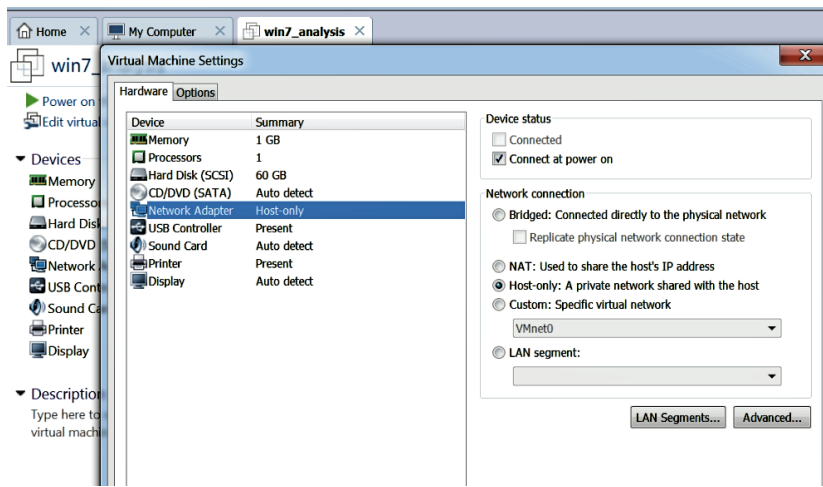 Home
My Computer
win7_analysis
win7_
Power on
Edit virtual
Devices
Memory
Hard Disk
CD/DVD
Network
USB Cont
Sound Ca
Printer
Display
Type here to
Virtual Machine Settings
Hardware Options
Device Summary
Memory 1 GB
Processors 1
Hard Disk (SCSI) 60 GB
CD/DVD (SATA) Auto detect
Network Adapter Host-only
USB Controller Present
Sound Card Auto detect
Printer Present
Display Auto detect
Device status
Connected
Connect at power on
Network connection
Bridged: Connected directly to the physical network
Replicate physical network connection state
NAT: Used to share the host's IP address
Host-only: A private network shared with the host
Custom: Specific virtual network
VMnet0
LAN segment:
LAN Segments... Advanced...